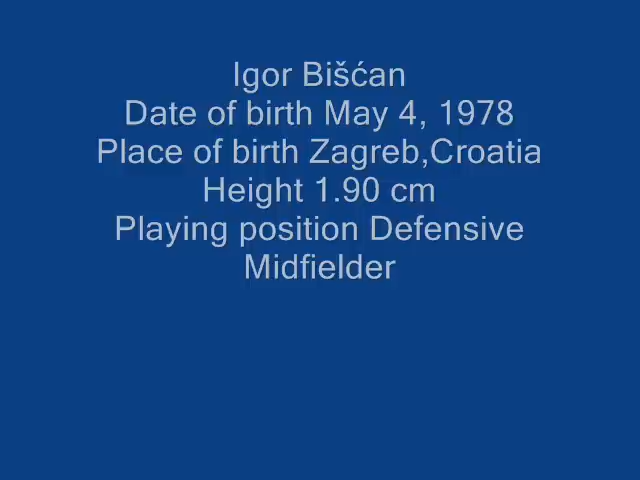 Igor Bišćan
Date of birth May 4, 1978
Place of birth Zagreb,Croatia
Height 1.90 cm
Playing position Defensive
Midfielder